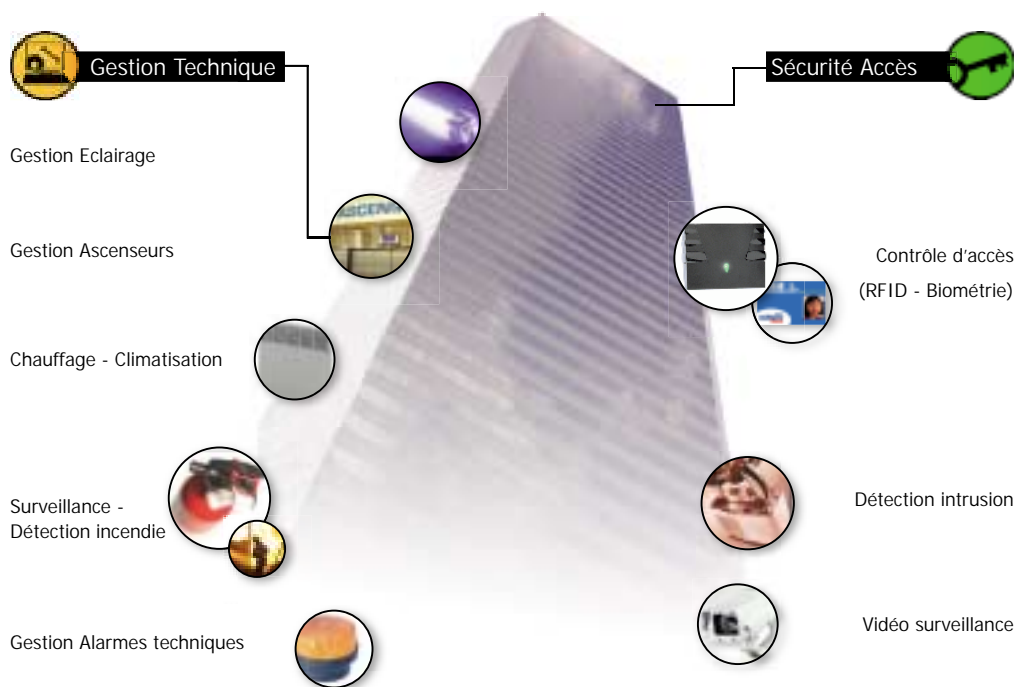 Gestion Technique
Sécurité Accès
Gestion Eclairage
Gestion Ascenseurs
ASCEN
Contrôle d'accès
(RFID - Biométrie)
Chauffage - Climatisation
Surveillance -
Détection incendie
Détection intrusion
Gestion Alarmes techniques
Vidéo surveillance